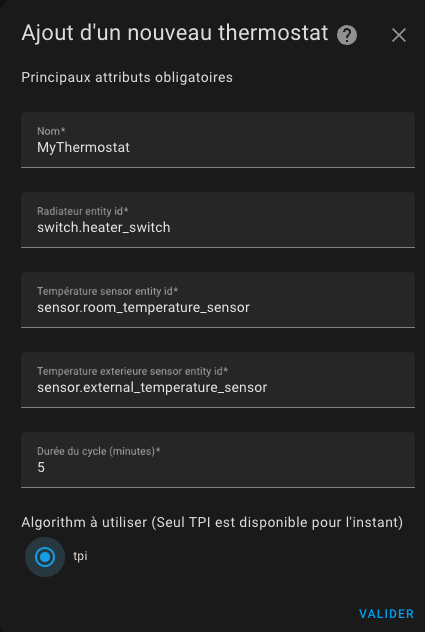 Ajout d'un nouveau thermostat ?
Principaux attributs obligatoires
Nom*
MyThermostat
Radiateur entity id*
switch.heater_switch
Température sensor entity id*
sensor.room_temperature_sensor
Temperature exterieure sensor entity id*
sensor.external_temperature_sensor
Durée du cycle (minutes)*
5
Algorithm à utiliser (Seul TPI est disponible pour l'instant)
tpi
VALIDER